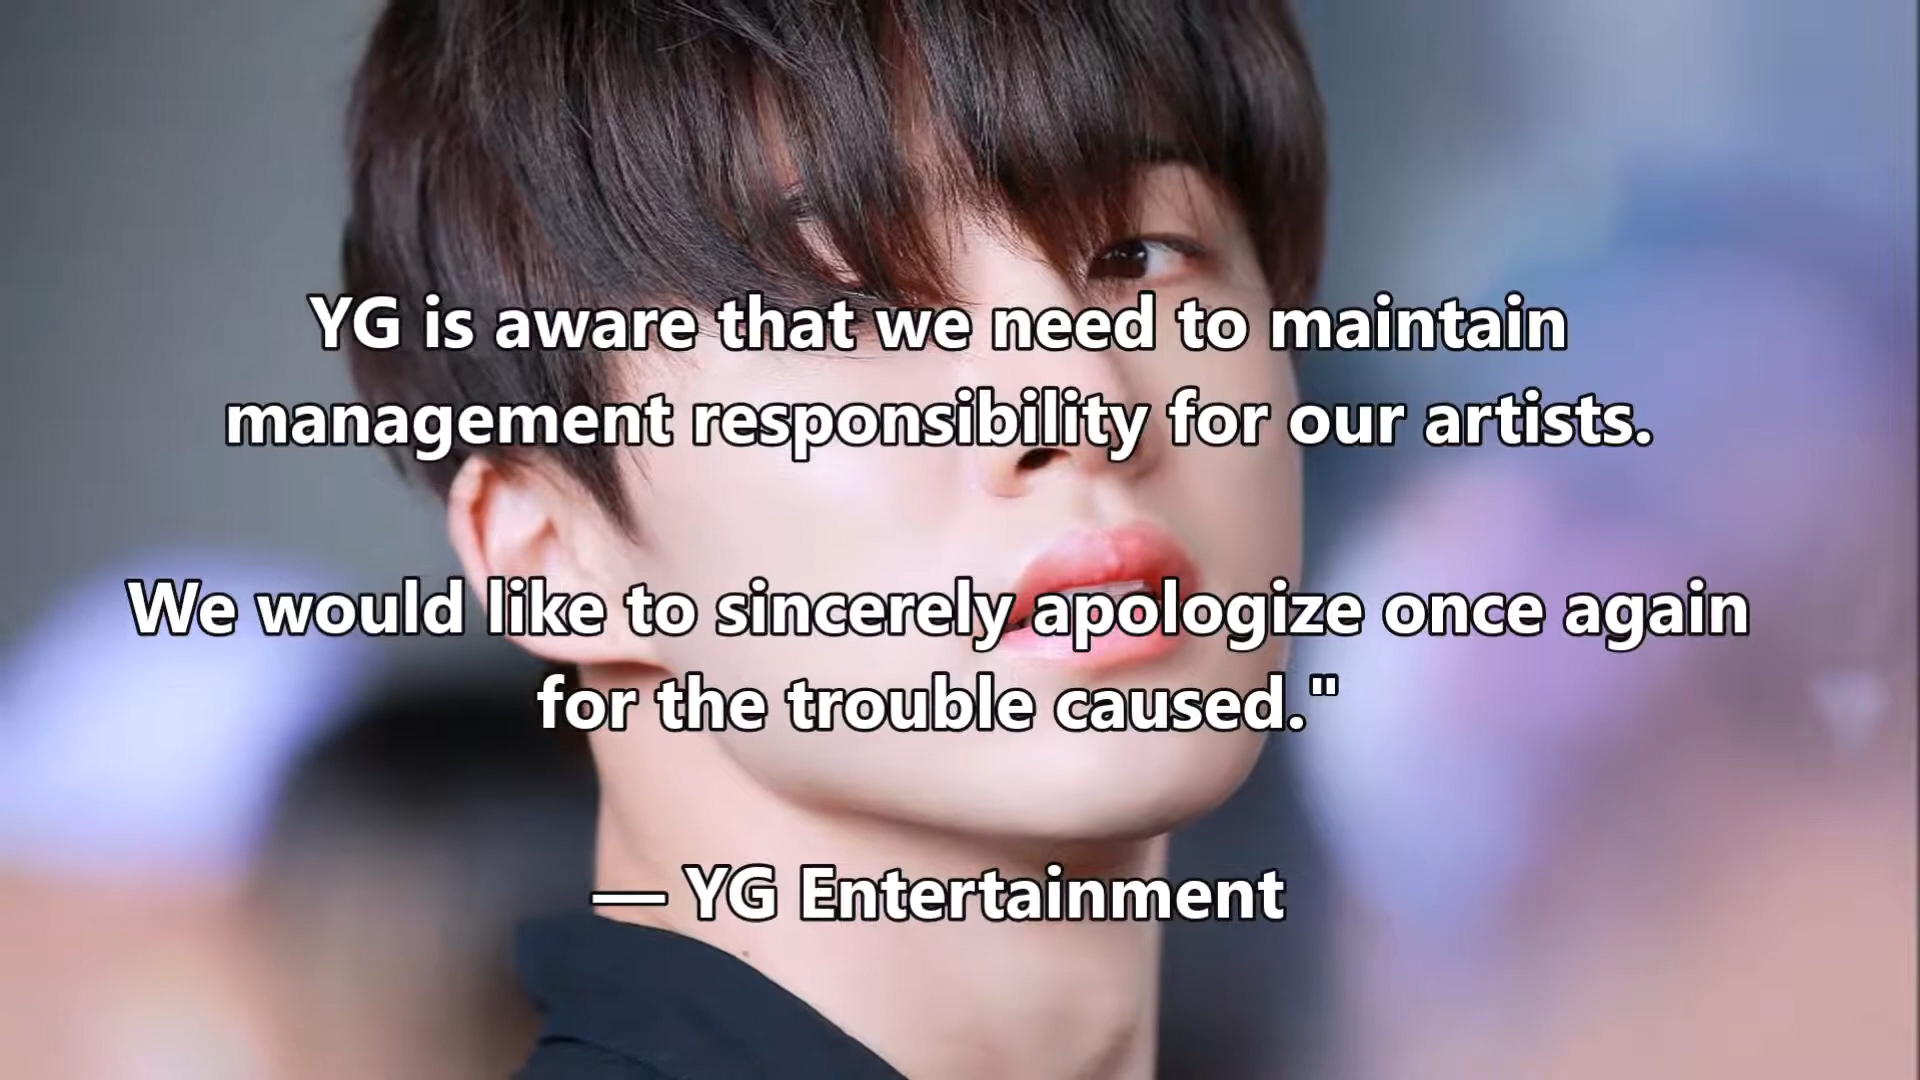 YG is aware that we need to maintain
management responsibility for our artists.
We would like to sincerely apologize once again
for the trouble caused."
— YG Entertainment